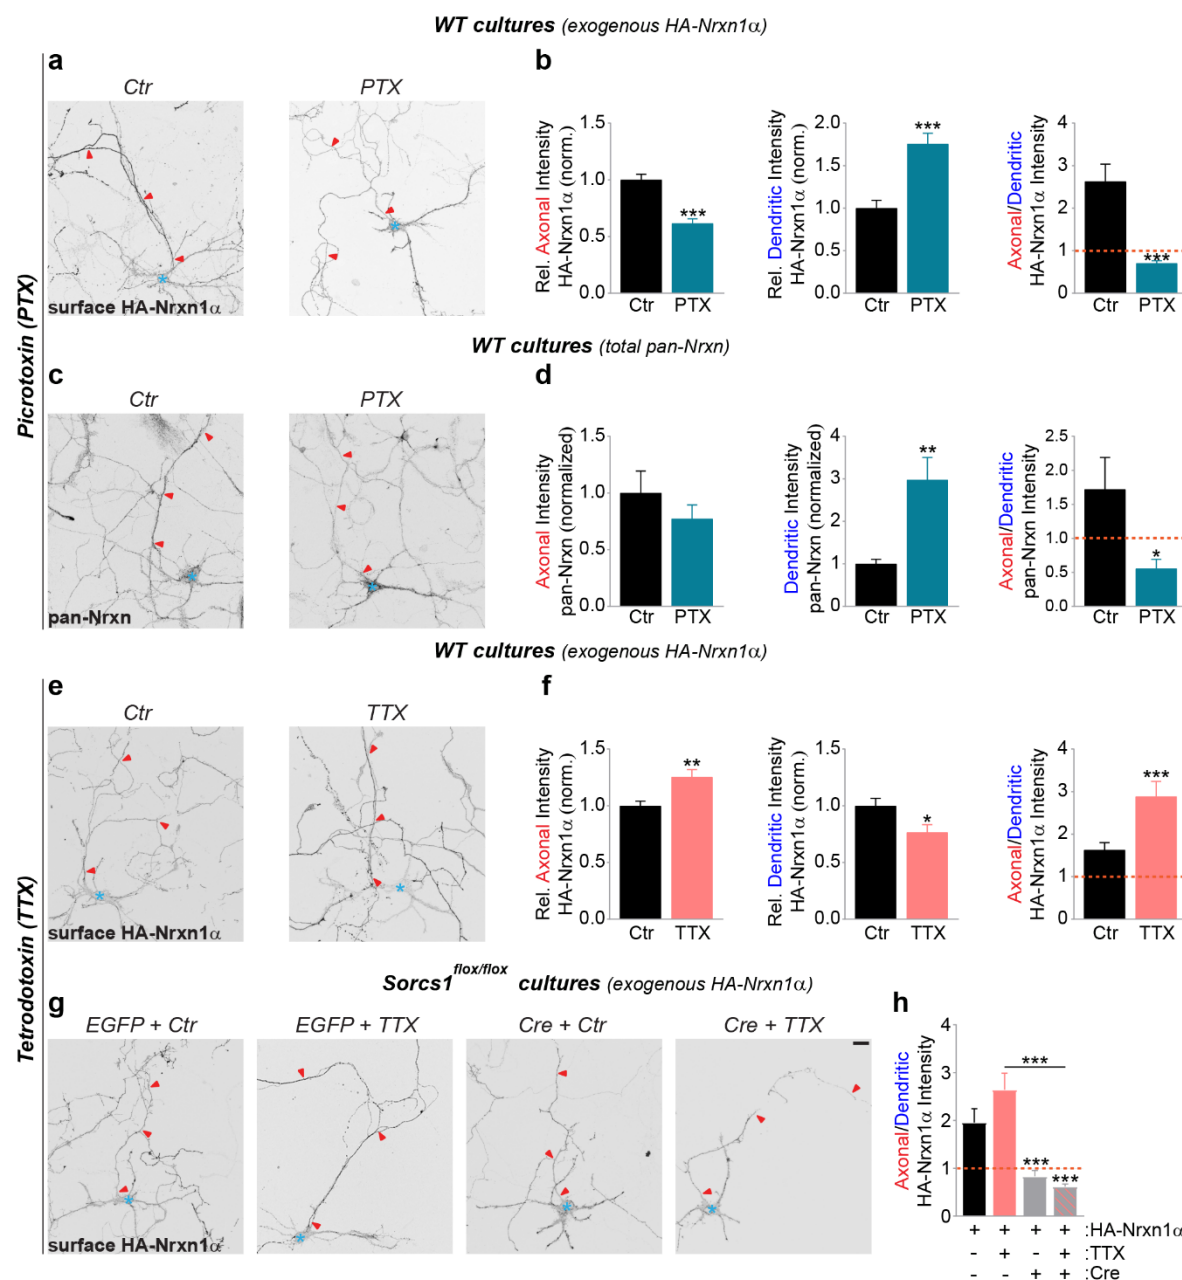 WT cultures (exogenous HA-Nrxn1α)
Picrotoxin (PTX)
a
Ctr
PTX
surface HA-Nrxn1α
b
Rel. Axonal Intensity
HA-Nrxn1α (norm.)
1.5
1.0
0.5
0.0
***
Ctr PTX
Rel. Dendritic Intensity
HA-Nrxn1α (norm)
2.0
1.5
1.0
0.5
0.0
***
Ctr PTX
Axonal/Dendritic
HA-Nrxn1α Intensity
4
3
2
1
0
***
Ctr PTX
WT cultures (total pan-Nrxn)
c
Ctr
PTX
pan-Nrxn
d
Axonal Intensity
pan-Nrxn (normalized)
1.5
1.0
0.5
0.0
Ctr PTX
Dendritic Intensity
pan-Nrxn (normalized)
4
3
2
1
0
**
Ctr PTX
Axonal/Dendritic
pan-Nrxn Intensity
2.5
2.0
1.5
1.0
0.5
0.0
*
Ctr PTX
WT cultures (exogenous HA-Nrxn1α)
Tetrodotoxin (TTX)
e
Ctr
TTX
surface HA-Nrxn1α
f
Rel. Axonal Intensity
HA-Nrxn1α (norm.)
1.5
1.0
0.5
0.0
**
Ctr TTX
Rel. Dendritic Intensity
HA-Nrxn1α (norm.)
1.5
1.0
0.5
0.0
*
Ctr TTX
Axonal/Dendritic
HA-Nrxn1α Intensity
4
3
2
1
0
***
Ctr TTX
Sorcs1flox/flox cultures (exogenous HA-Nrxn1α)
g
EGFP + Ctr
EGFP + TTX
Cre + Ctr
Cre + TTX
surface HA-Nrxn1α
h
Axonal/Dendritic
HA-Nrxn1α Intensity
4
3
2
1
0
***
***
***
+ + + + :HA-Nrxn1α
- + - + :TTX
- - + + :Cre